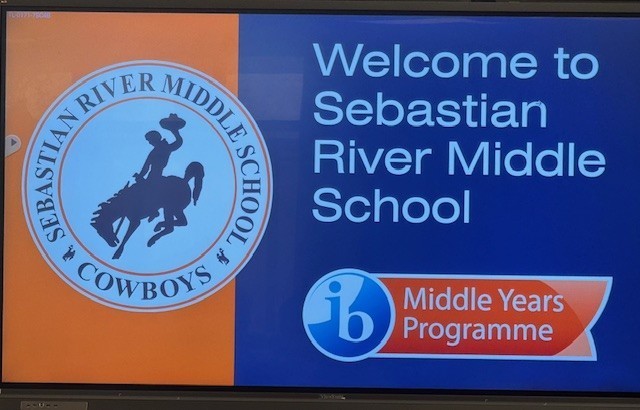 SEBASTIAN RIVER MIDDLE SCHOOL
COWBOYS
Welcome to
Sebastian
River Middle
School
ib
Middle Years
Programme